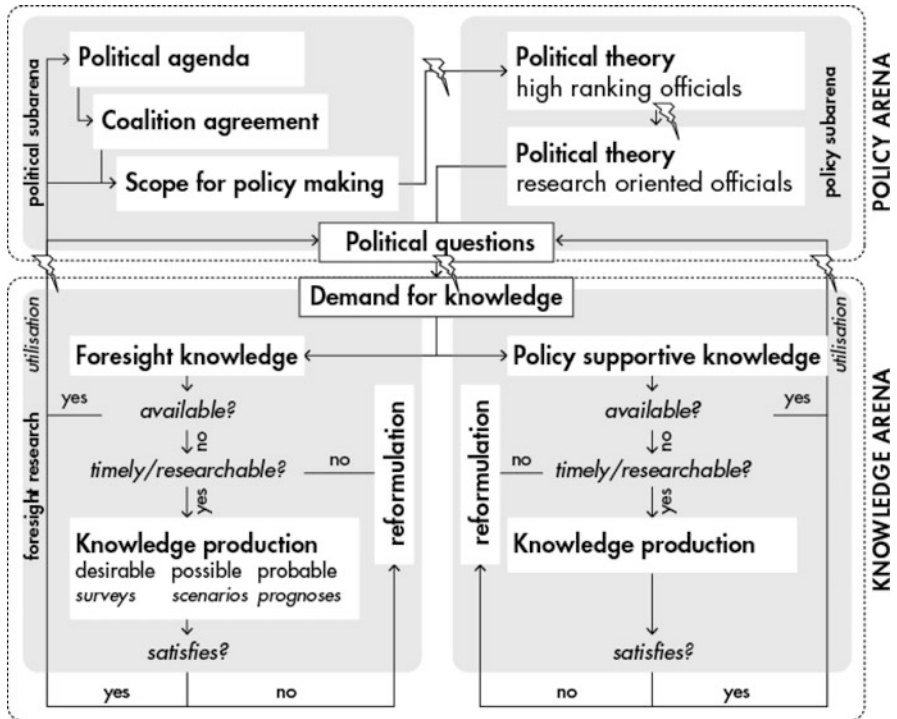 political subarena
Political agenda
Coalition agreement
Scope for policy making
Political theory
high ranking officials
Political theory
research oriented officials
policy subarena
POLICY ARENA
Political questions
Demand for knowledge
utilisation
foresight research
Foresight knowledge
yes
available?
no
timely/researchable?
no
yes
reformulation
Knowledge production
desirable possible probable
surveys scenarios prognoses
satisfies?
yes
no
Policy supportive knowledge
utilisation
available?
yes
no
timely/researchable?
no
yes
reformulation
Knowledge production
satisfies?
no
yes
KNOWLEDGE ARENA